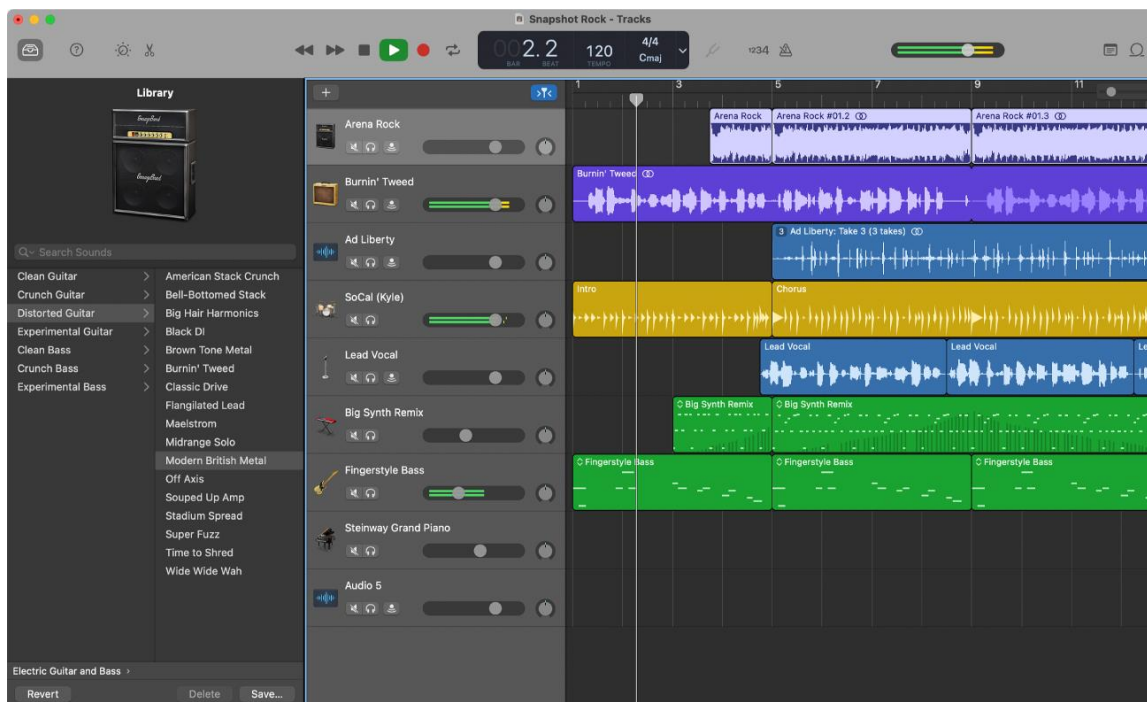 Snapshot Rock - Tracks
002. 2
BAR BEAT
120
TEMPO
4/4
Cmaj
1234
Library
GarageBand
GarageBand
Search Sounds
Clean Guitar
Crunch Guitar
Distorted Guitar
Experimental Guitar
Clean Bass
Crunch Bass
Experimental Bass
American Stack Crunch
Bell-Bottomed Stack
Big Hair Harmonics
Black DI
Brown Tone Metal
Burnin' Tweed
Classic Drive
Flangilated Lead
Maelstrom
Midrange Solo
Modern British Metal
Off Axis
Souped Up Amp
Stadium Spread
Super Fuzz
Time to Shred
Wide Wide Wah
Electric Guitar and Bass
Revert Delete Save...
1 3 5 7 9 11
Arena Rock
Arena Rock Arena Rock #01.2 Arena Rock #01.3
Burnin' Tweed
Burnin' Tweed
Ad Liberty
3 Ad Liberty: Take 3 (3 takes)
SoCal (Kyle)
Intro Chorus
Lead Vocal
Lead Vocal Lead Vocal Le
Big Synth Remix
Big Synth Remix Big Synth Remix
Fingerstyle Bass
Fingerstyle Bass Fingerstyle Bass Fingerstyle Bass
Steinway Grand Piano
Audio 5